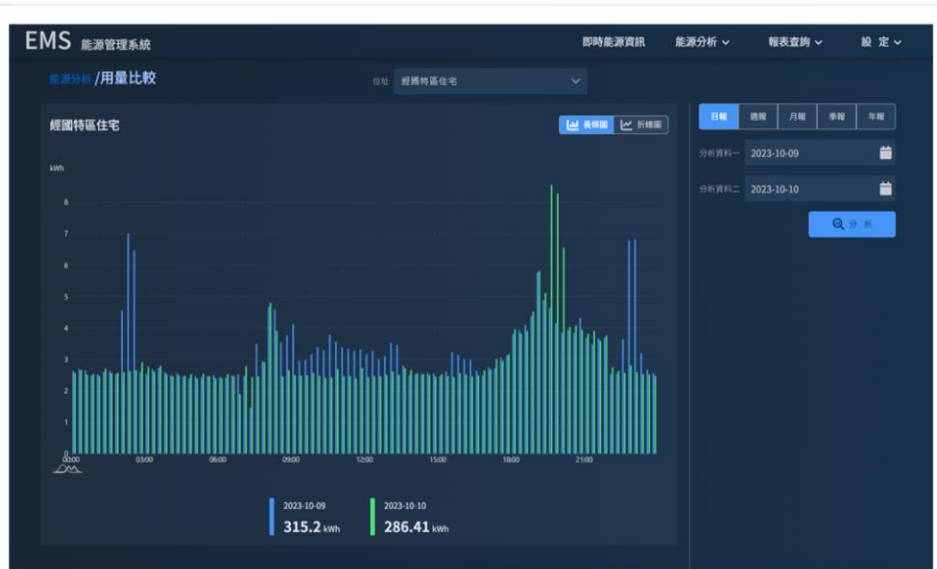 EMS 能源管理系統
即時能源資訊 能源分析 報表查詢 設 定
能源分析 /用量比較
位址 經國特區住宅
經國特區住宅
長條圖 折線圖
kWh
8
7
6
5
4
3
2
1
0
00:00 03:00 06:00 09:00 12:00 15:00 18:00 21:00
2023-10-09
315.2 kWh
2023-10-10
286.41 kWh
日報 週報 月報 季報 年報
分析資料一 2023-10-09
分析資料二 2023-10-10
分 析